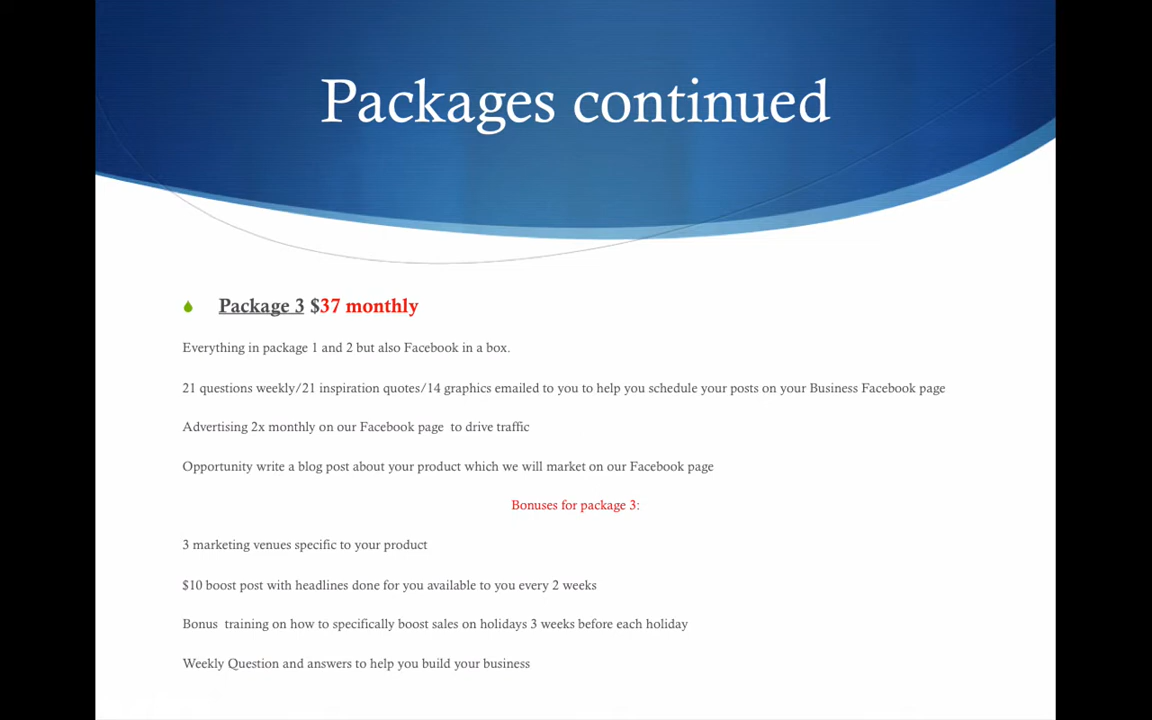 Packages continued
Package 3 $37 monthly
Everything in package 1 and 2 but also Facebook in a box.
21 questions weekly/21 inspiration quotes/14 graphics emailed to you to help you schedule your posts on your Business Facebook page
Advertising 2x monthly on our Facebook page  to drive traffic
Opportunity write a blog post about your product which we will market on our Facebook page
Bonuses for package 3:
3 marketing venues specific to your product
$10 boost post with headlines done for you available to you every 2 weeks
Bonus  training on how to specifically boost sales on holidays 3 weeks before each holiday
Weekly Question and answers to help you build your business